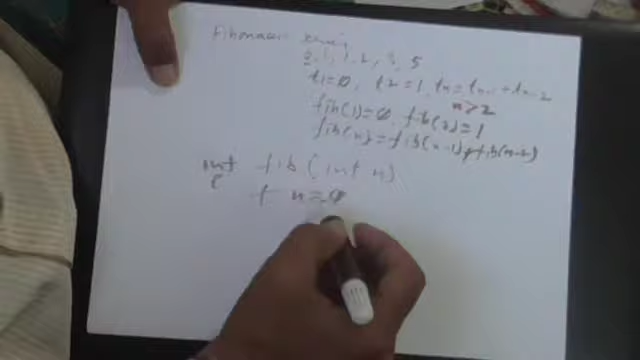 Fibonacci Series
0, 1, 1, 2, 3, 5
t1=0, t2=1, tn=tn-1+tn-2
n>2
fib(1)=0, fib(2)=1
fib(n)=fib(n-1)+fib(n-2)
int fib(int n)
{ if n=0